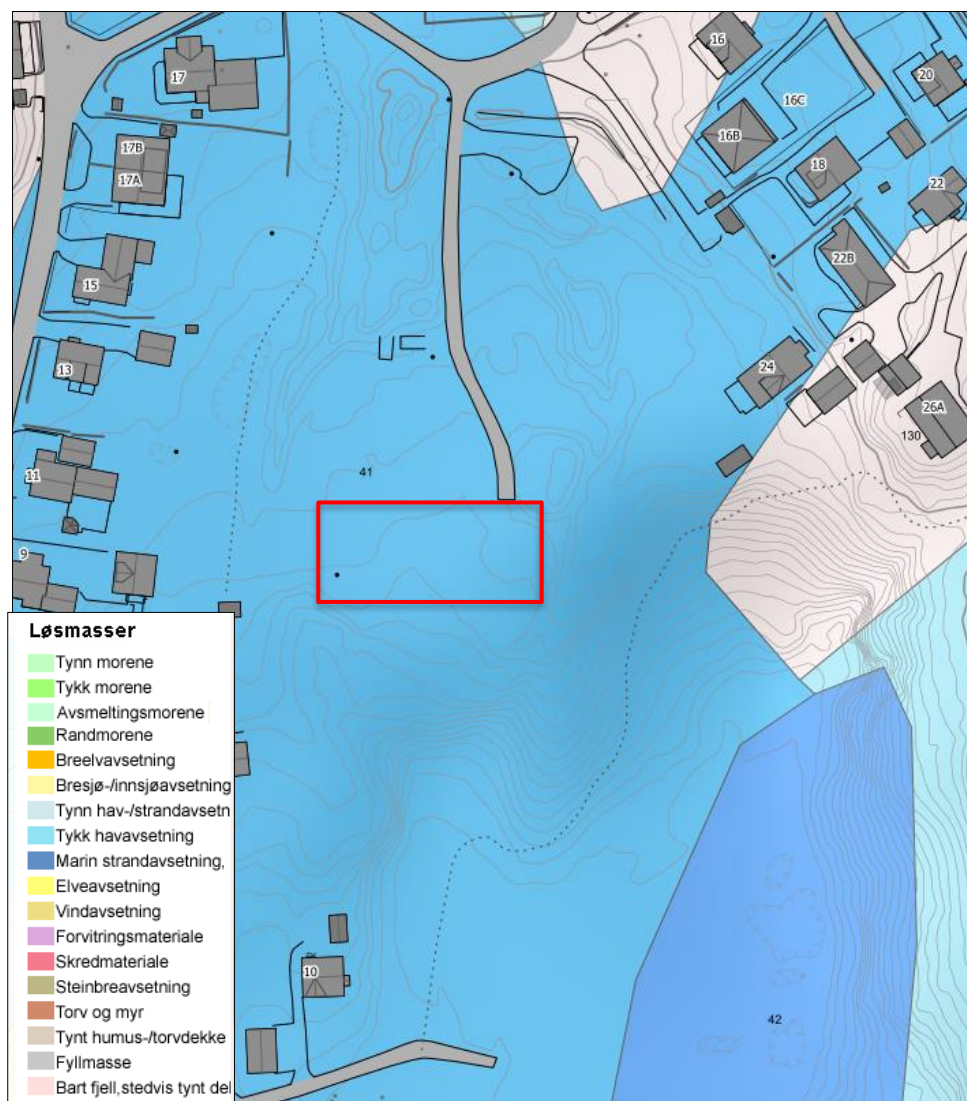 16
17
20
16C
16B
17B
18
17A
22
22B
15
13
24
26A
130
11
41
9
Løsmasser
Tynn morene
Tykk morene
Avsmeltingsmorene
Randmorene
Breelvavsetning
Bresjø-/innsjøavsetning
Tynn hav-/strandavsetn
Tykk havavsetning
Marin strandavsetning,
Elveavsetning
Vindavsetning
Forvitringsmateriale
Skredmateriale
Steinbreavsetning
Torv og myr
Tynt humus-/torvdekke
Fyllmasse
Bart fjell,stedvis tynt del
10
42